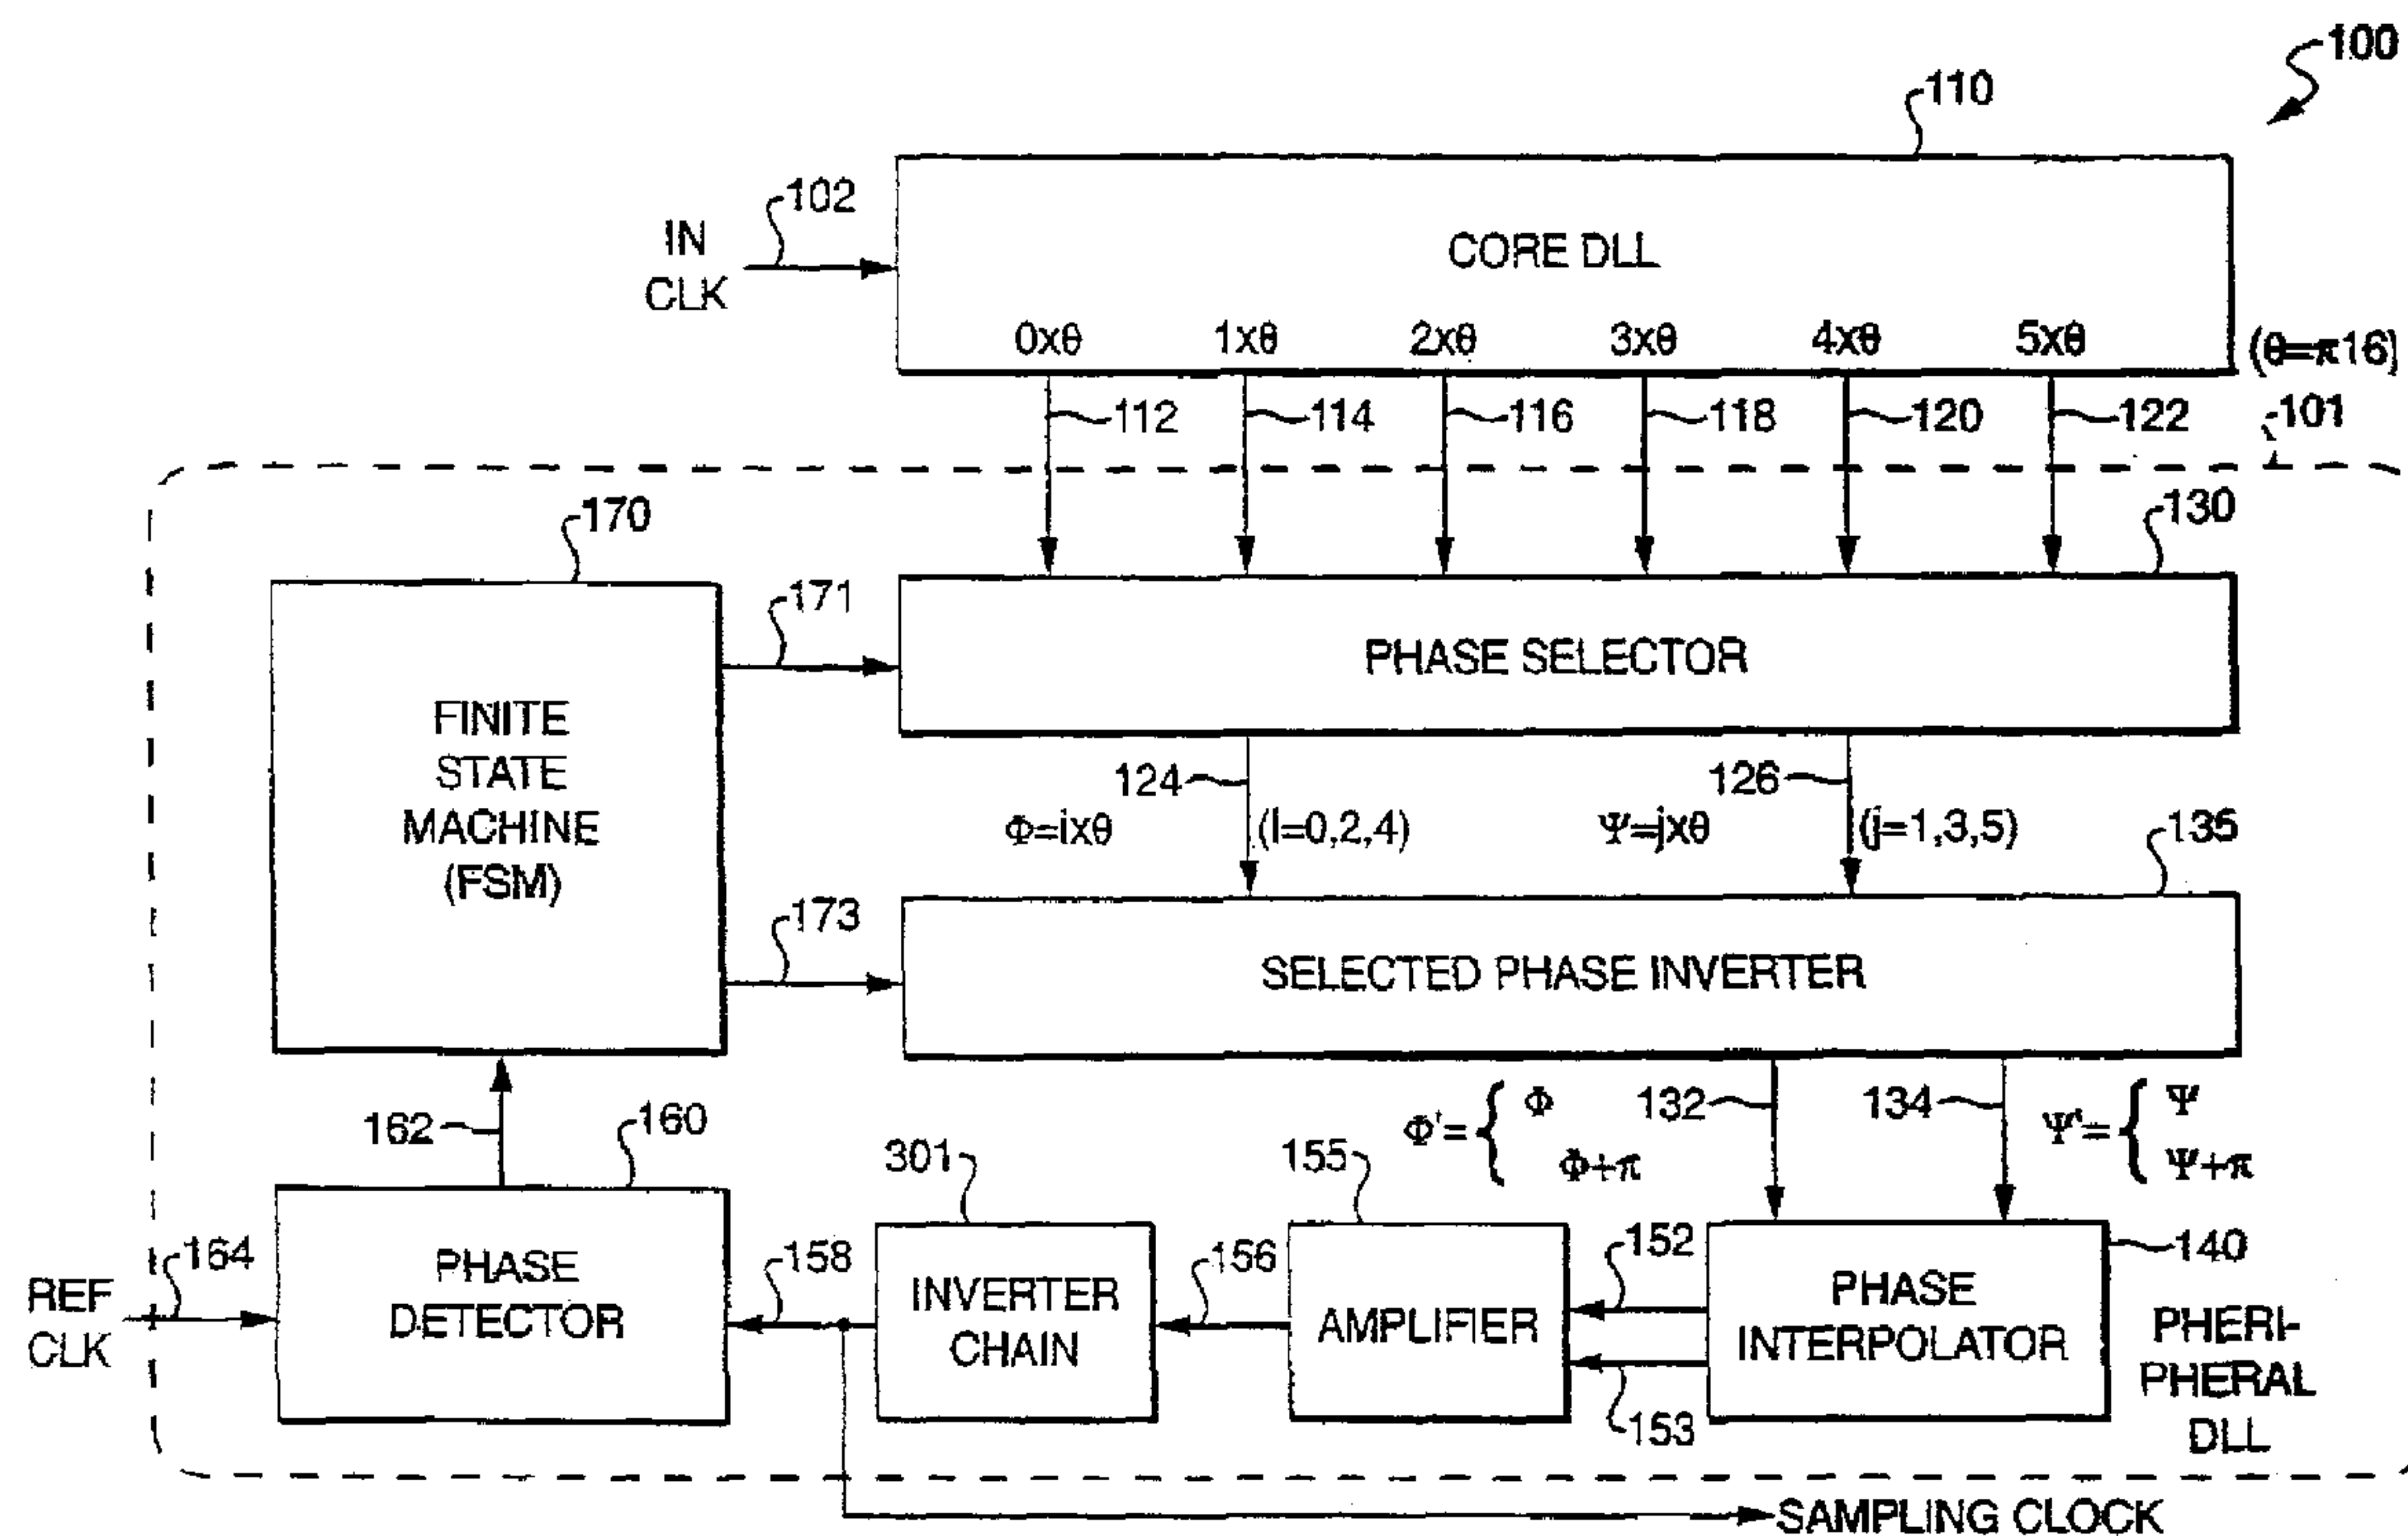 100
110
102
IN
CLK
CORE DLL
0xθ 1xθ 2xθ 3xθ 4xθ 5xθ
(θ=π16)
112 114 116 118 120 122
101
170
130
171
PHASE SELECTOR
FINITE
STATE
MACHINE
(FSM)
124
126
Φ=ixθ (I=0,2,4) Ψ=jxθ (j=1,3,5)
135
173
SELECTED PHASE INVERTER
162
160
301
155
Φ'={ Φ
Φ+π
132
134
Ψ'={ Ψ
Ψ+π
REF
CLK
164
PHASE
DETECTOR
158
INVERTER
CHAIN
156
AMPLIFIER
152
153
PHASE
INTERPOLATOR
140
PHERI-
PHERAL
DLL
SAMPLING CLOCK